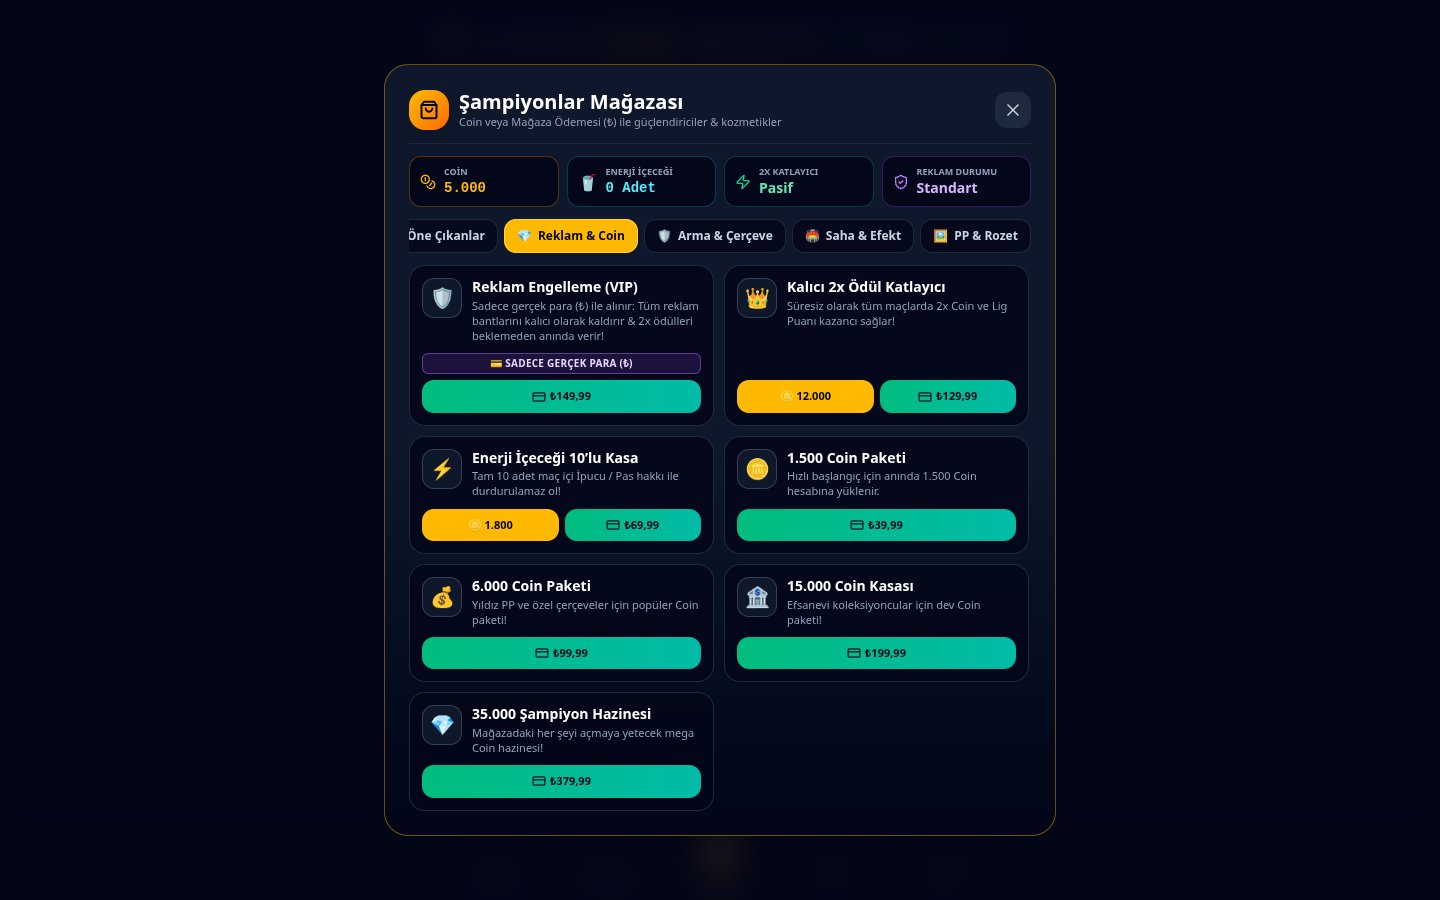 Şampiyonlar Mağazası
Coin veya Mağaza Ödemesi (₺) ile güçlendiriciler & kozmetikler
COİN
5.000
ENERJİ İÇECEĞİ
0 Adet
2X KATLAYICI
Pasif
REKLAM DURUMU
Standart
Öne Çıkanlar
Reklam & Coin
Arma & Çerçeve
Saha & Efekt
PP & Rozet
Reklam Engelleme (VIP)
Sadece gerçek para (₺) ile alınır: Tüm reklam
bantlarını kalıcı olarak kaldırır & 2x ödülleri
beklemeden anında verir!
SADECE GERÇEK PARA (₺)
₺149,99
Kalıcı 2x Ödül Katlayıcı
Süresiz olarak tüm maçlarda 2x Coin ve Lig
Puanı kazancı sağlar!
12.000
₺129,99
Enerji İçeceği 10’lu Kasa
Tam 10 adet maç içi İpucu / Pas hakkı ile
durdurulamaz ol!
1.800
₺69,99
1.500 Coin Paketi
Hızlı başlangıç için anında 1.500 Coin
hesabına yüklenir.
₺39,99
6.000 Coin Paketi
Yıldız PP ve özel çerçeveler için popüler Coin
paketi!
₺99,99
15.000 Coin Kasası
Efsanevi koleksiyoncular için dev Coin
paketi!
₺199,99
35.000 Şampiyon Hazinesi
Mağazadaki her şeyi açmaya yetecek mega
Coin hazinesi!
₺379,99